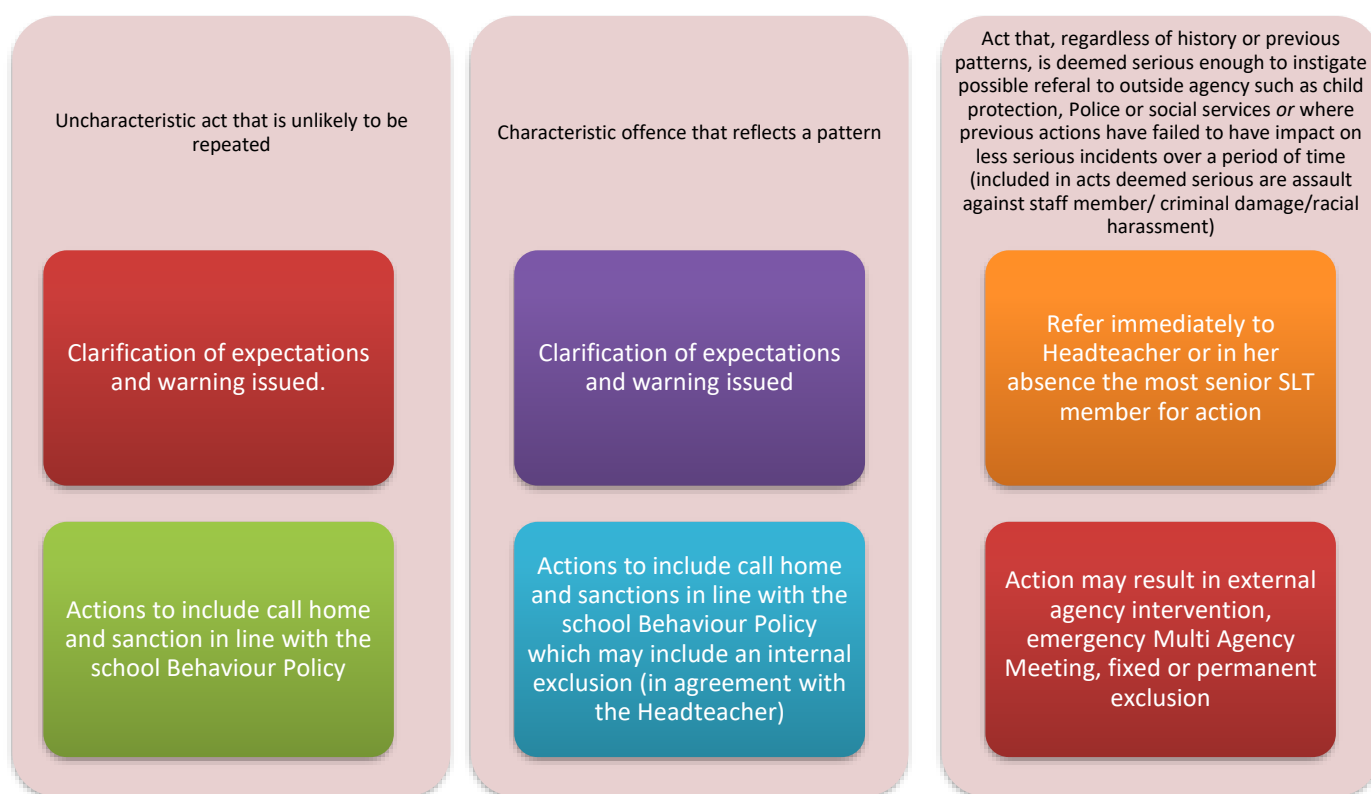 Uncharacteristic act that is unlikely to be
repeated
Clarification of expectations
and warning issued.
Actions to include call home
and sanction in line with the
school Behaviour Policy
Characteristic offence that reflects a pattern
Clarification of expectations
and warning issued
Actions to include call home
and sanctions in line with the
school Behaviour Policy
which may include an internal
exclusion (in agreement with
the Headteacher)
Act that, regardless of history or previous
patterns, is deemed serious enough to instigate
possible referal to outside agency such as child
protection, Police or social services or where
previous actions have failed to have impact on
less serious incidents over a period of time
(included in acts deemed serious are assault
against staff member/ criminal damage/racial
harassment)
Refer immediately to
Headteacher or in her
absence the most senior SLT
member for action
Action may result in external
agency intervention,
emergency Multi Agency
Meeting, fixed or permanent
exclusion